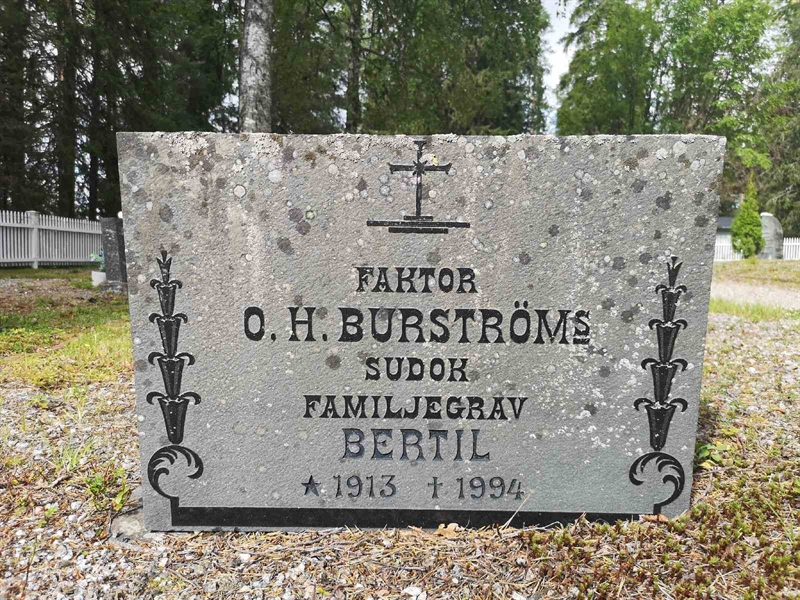 FAKTOR
O. H. BURSTRÖMS
SUDOK
FAMILJEGRAV
BERTIL
★ 1913 † 1994